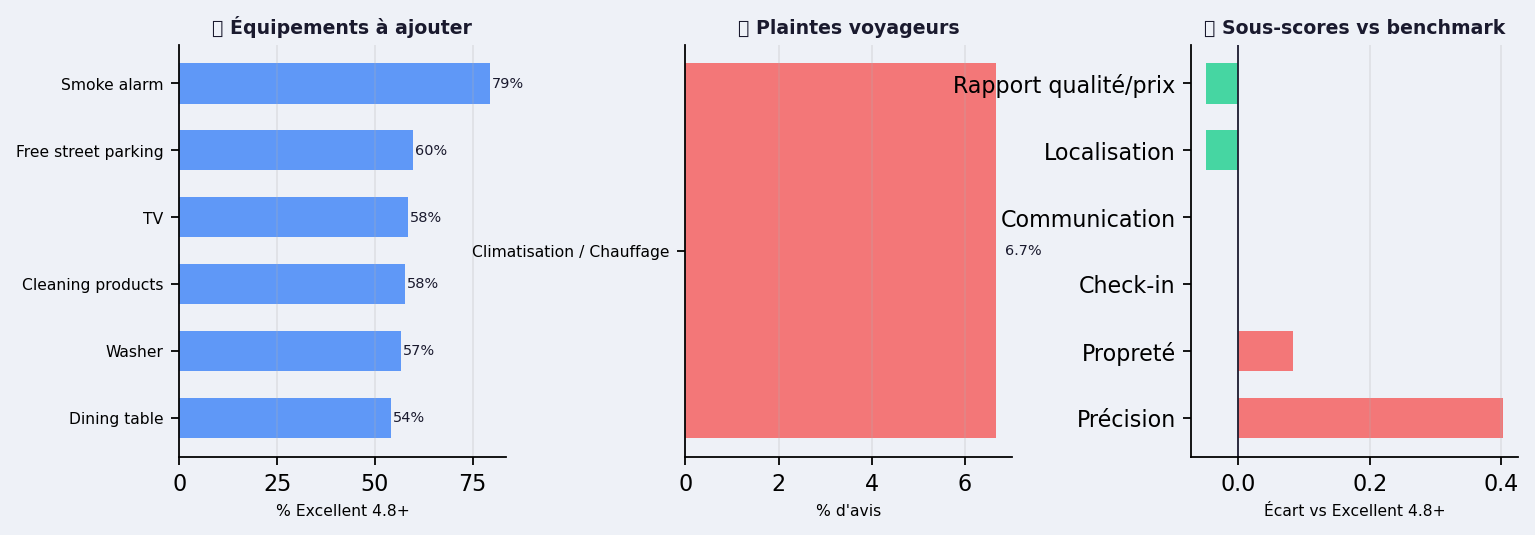 Équipements à ajouter
Smoke alarm
79%
Free street parking
60%
TV
58%
Cleaning products
58%
Washer
57%
Dining table
54%
0 25 50 75
% Excellent 4.8+
Plaintes voyageurs
Climatisation / Chauffage
6.7%
0 2 4 6
% d'avis
Sous-scores vs benchmark
Rapport qualité/prix
Localisation
Communication
Check-in
Propreté
Précision
0.0 0.2 0.4
Écart vs Excellent 4.8+